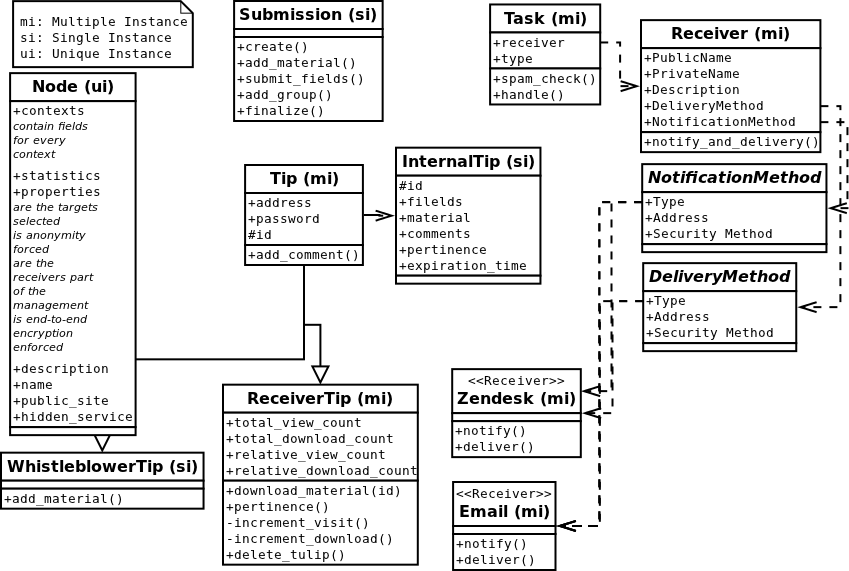 mi: Multiple Instance
si: Single Instance
ui: Unique Instance
Node (ui)
+contexts
contain fields
for every
context
+statistics
+properties
are the targets
selected
is anonymity
forced
are the
receivers part
of the
management
is end-to-end
encryption
enforced
+description
+name
+public_site
+hidden_service
WhistleblowerTip (si)
+add_material()
Submission (si)
+create()
+add_material()
+submit_fields()
+add_group()
+finalize()
Tip (mi)
+address
+password
#id
+add_comment()
InternalTip (si)
#id
+filelds
+material
+comments
+pertinence
+expiration_time
ReceiverTip (mi)
+total_view_count
+total_download_count
+relative_view_count
+relative_download_count
+download_material(id)
+pertinence()
-increment_visit()
-increment_download()
+delete_tulip()
Task (mi)
+receiver
+type
+spam_check()
+handle()
Receiver (mi)
+PublicName
+PrivateName
+Description
+DeliveryMethod
+NotificationMethod
+notify_and_delivery()
NotificationMethod
+Type
+Address
+Security Method
DeliveryMethod
+Type
+Address
+Security Method
<<Receiver>>
Zendesk (mi)
+notify()
+deliver()
<<Receiver>>
Email (mi)
+notify()
+deliver()